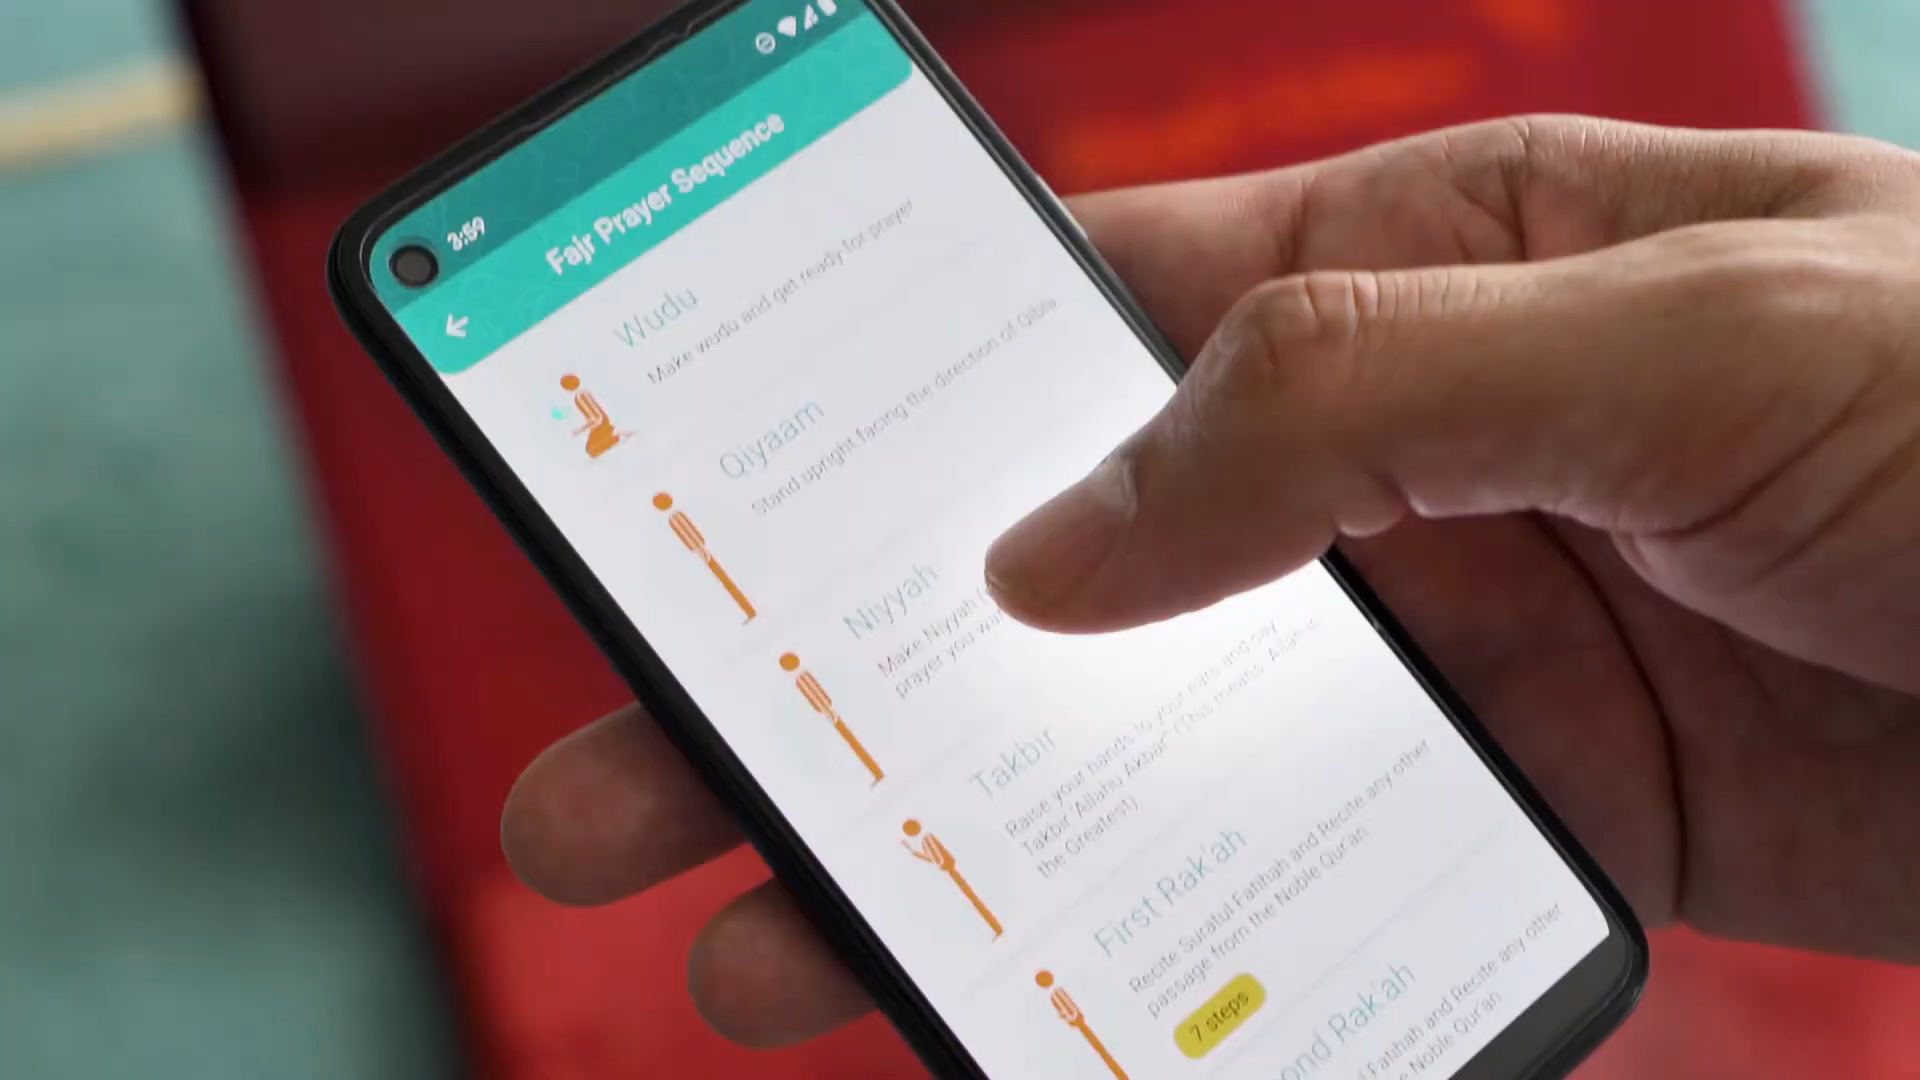 3:59
Fajr Prayer Sequence
Wudu
Make wudu and get ready for prayer
Qiyaam
Stand upright facing the direction of Qibla
Niyyah
Make Niyyah
prayer you
Takbir
Raise your hands to your ears and say
Takbir "Allahu Akbar" (This means "Allah is
the Greatest)
First Rak'ah
Recite Suratul Fatihah and Recite any other
passage from the Noble Qur'an
7 steps
Rak'ah
Fatihah and Recite any other
Noble Qur'an